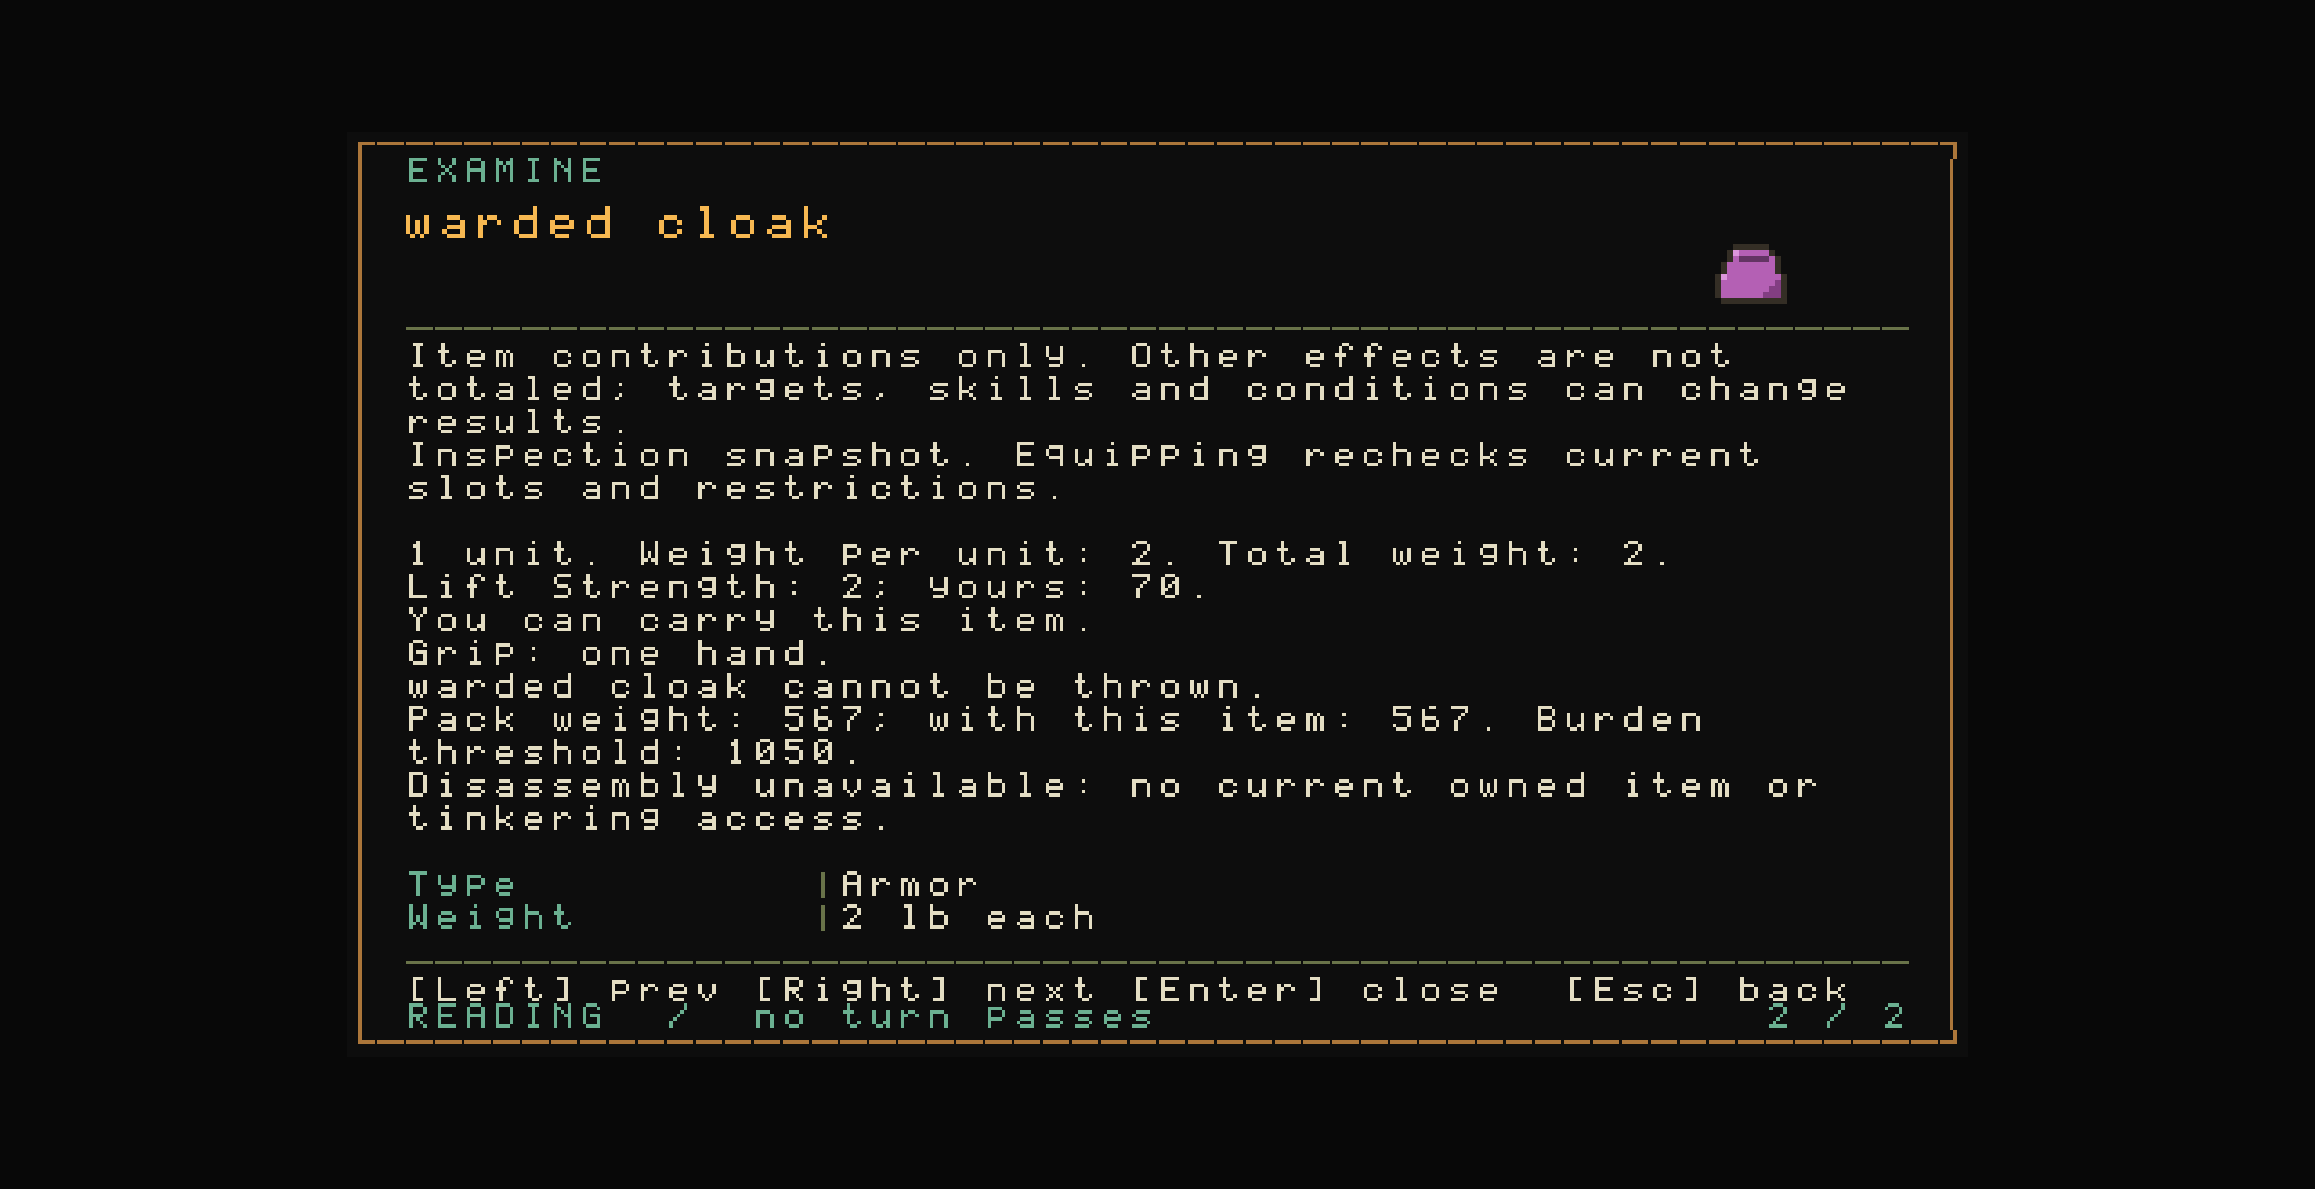 EXAMINE
warded cloak
Item contributions only. Other effects are not
totaled; targets, skills and conditions can change
results.
Inspection snapshot. Equipping rechecks current
slots and restrictions.
1 unit. Weight per unit: 2. Total weight: 2.
Lift Strength: 2; yours: 70.
You can carry this item.
Grip: one hand.
warded cloak cannot be thrown.
Pack weight: 567; with this item: 567. Burden
threshold: 1050.
Disassembly unavailable: no current owned item or
tinkering access.
Type |Armor
Weight |2 lb each
[Left] prev [Right] next [Enter] close [Esc] back
READING / no turn passes 2 / 2